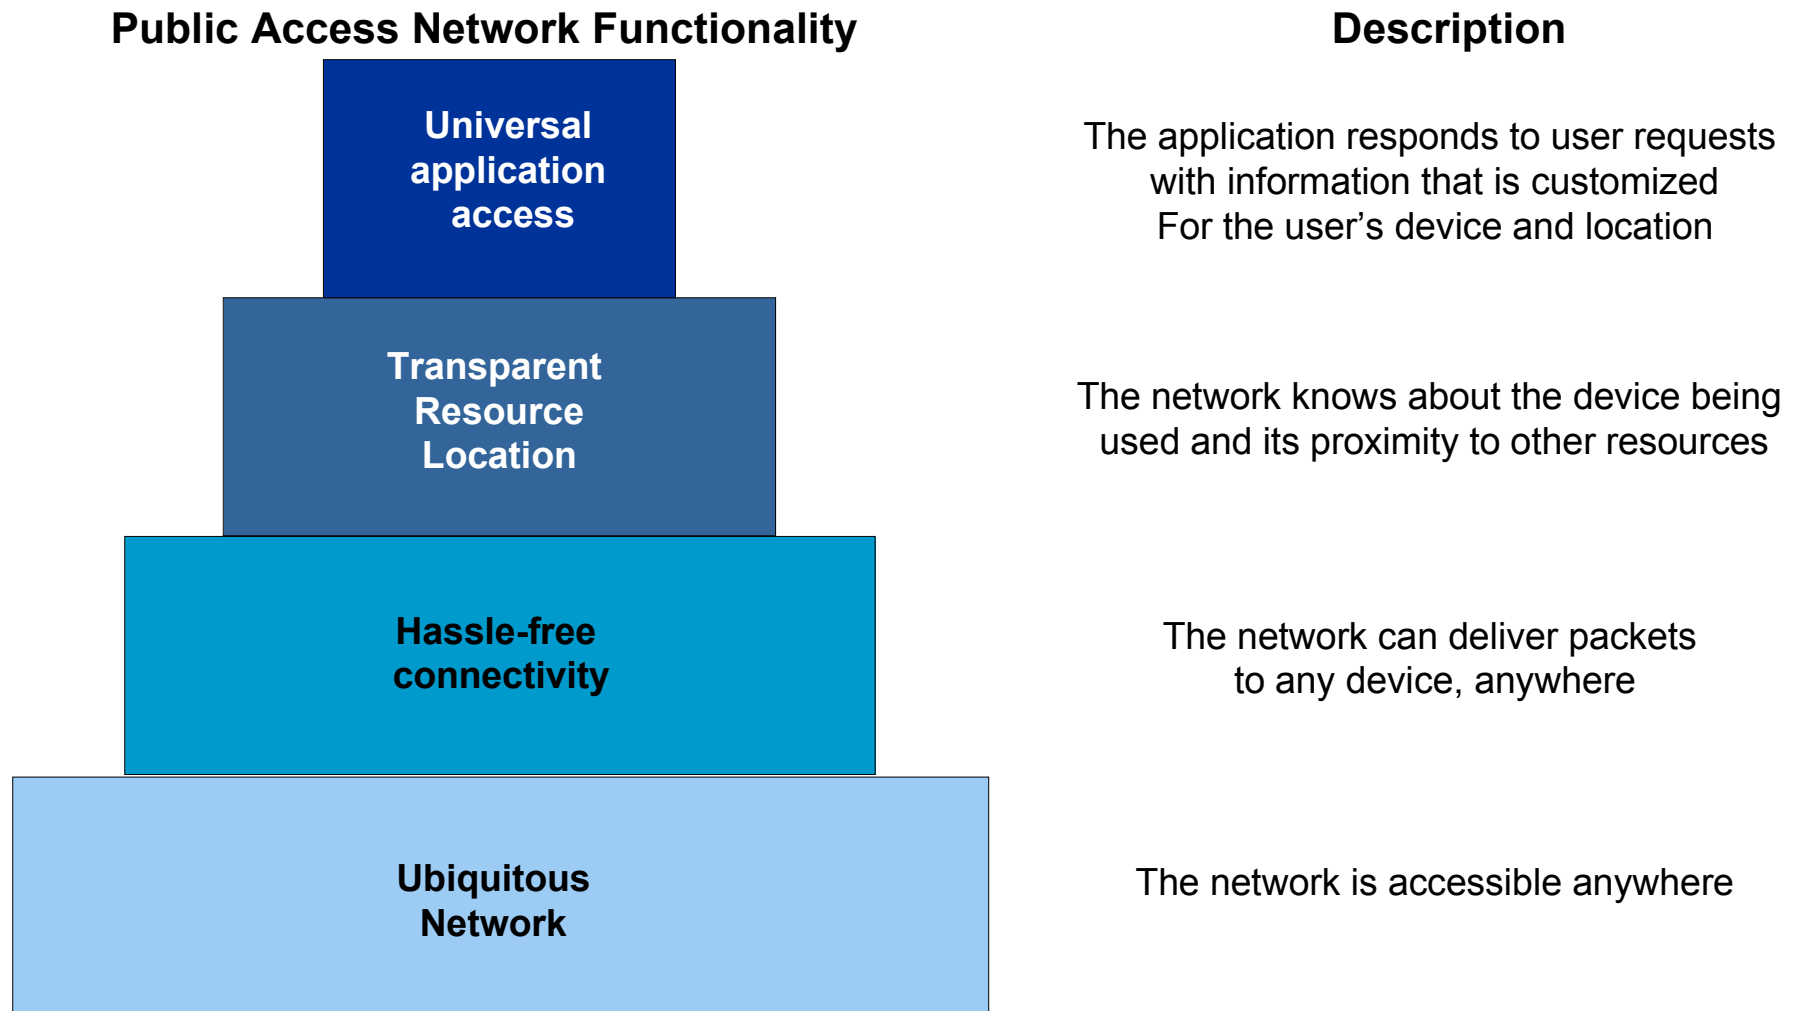 Public Access Network Functionality
Description
Universal
application
access
The application responds to user requests
with information that is customized
For the user’s device and location
Transparent
Resource
Location
The network knows about the device being
used and its proximity to other resources
Hassle-free
connectivity
The network can deliver packets
to any device, anywhere
Ubiquitous
Network
The network is accessible anywhere